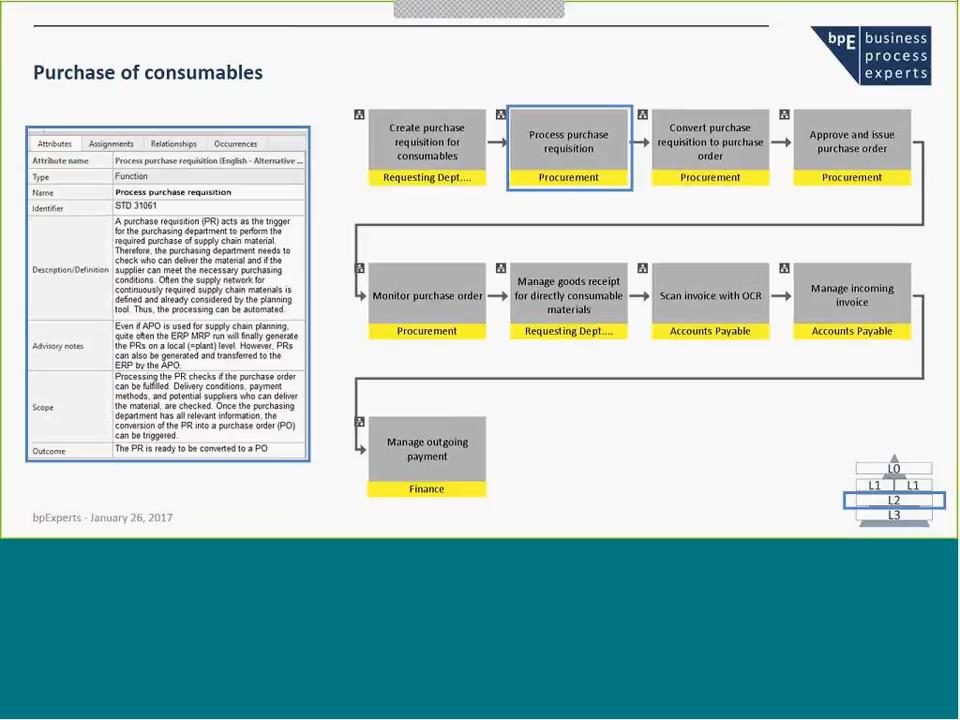 bpE business
process
experts
Purchase of consumables
Attributes Assignments Relationships Occurrences
Attribute name Process purchase requisition (English - Alternative ...
Type Function
Name Process purchase requisition
Identifier STD.31061
Description/Definition
A purchase requisition (PR) acts as the trigger
for the purchasing department to perform the
required purchase of supply chain material.
Therefore, the purchasing department needs to
check who can deliver the material and if the
supplier can meet the necessary purchasing
conditions. Often the supply network for
continuously required supply chain materials is
defined and already considered by the planning
tool. Thus, the processing can be automated.
Advisory notes
Even if APO is used for supply chain planning,
quite often the ERP MRP run will finally generate
the PRs on a local (=plant) level. However, PRs
can also be generated and transferred to the
ERP by the APO.
Scope
Processing the PR checks if the purchase order
can be fulfilled. Delivery conditions, payment
methods, and potential suppliers who can deliver
the material, are checked. Once the purchasing
department has all relevant information, the
conversion of the PR into a purchase order (PO)
can be triggered.
Outcome The PR is ready to be converted to a PO
Create purchase
requisition for
consumables
Requesting Dept....
Process purchase
requisition
Procurement
Convert purchase
requisition to purchase
order
Procurement
Approve and issue
purchase order
Procurement
Monitor purchase order
Procurement
Manage goods receipt
for directly consumable
materials
Requesting Dept....
Scan invoice with OCR
Accounts Payable
Manage incoming
invoice
Accounts Payable
Manage outgoing
payment
Finance
L0
L1 L1
L2
L3
bpExperts - January 26, 2017